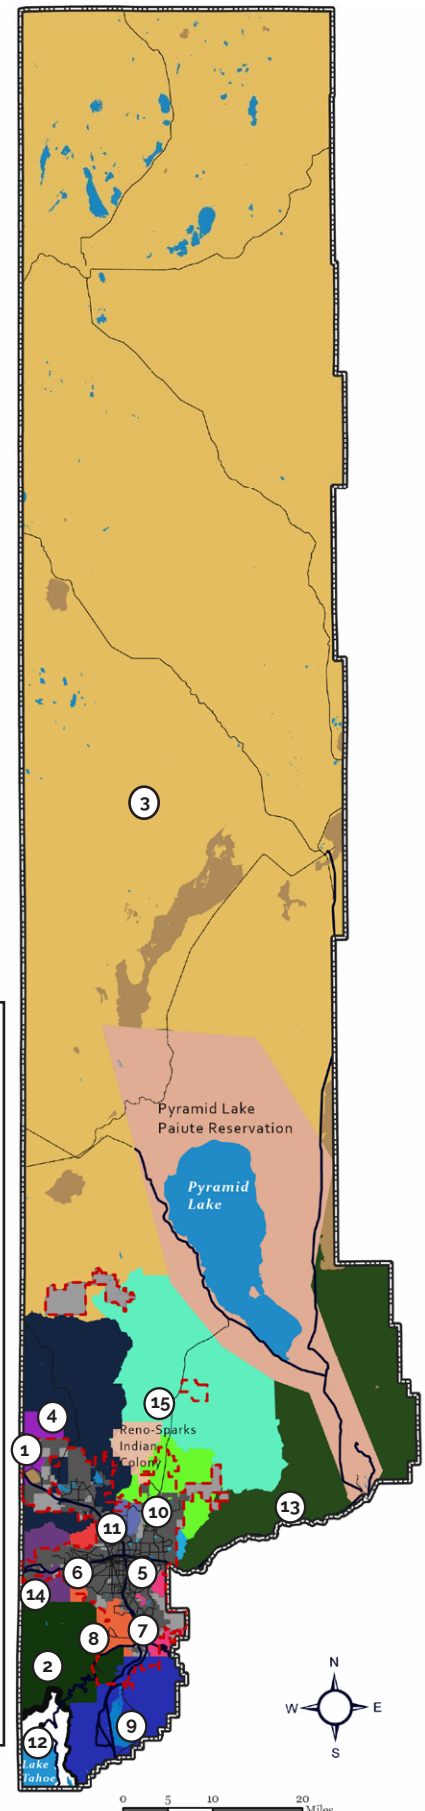 3
Pyramid Lake
Paiute Reservation
Pyramid
Lake
4
15
1
Reno-Sparks
Indian
Colony
10
13
11
6
5
14
7
8
2
N
W
E
S
9
12
Lake
Tahoe
0 5 10 20
Miles